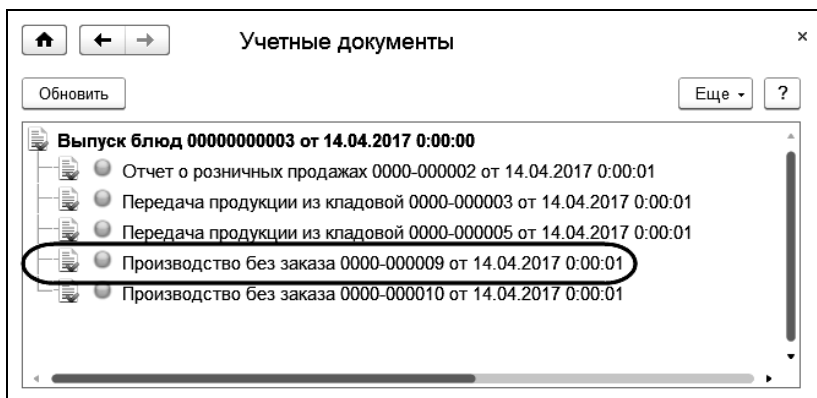 Учетные документы
×
Обновить
Еще
?
Выпуск блюд 00000000003 от 14.04.2017 0:00:00
Отчет о розничных продажах 0000-000002 от 14.04.2017 0:00:01
Передача продукции из кладовой 0000-000003 от 14.04.2017 0:00:01
Передача продукции из кладовой 0000-000005 от 14.04.2017 0:00:01
Производство без заказа 0000-000009 от 14.04.2017 0:00:01
Производство без заказа 0000-000010 от 14.04.2017 0:00:01